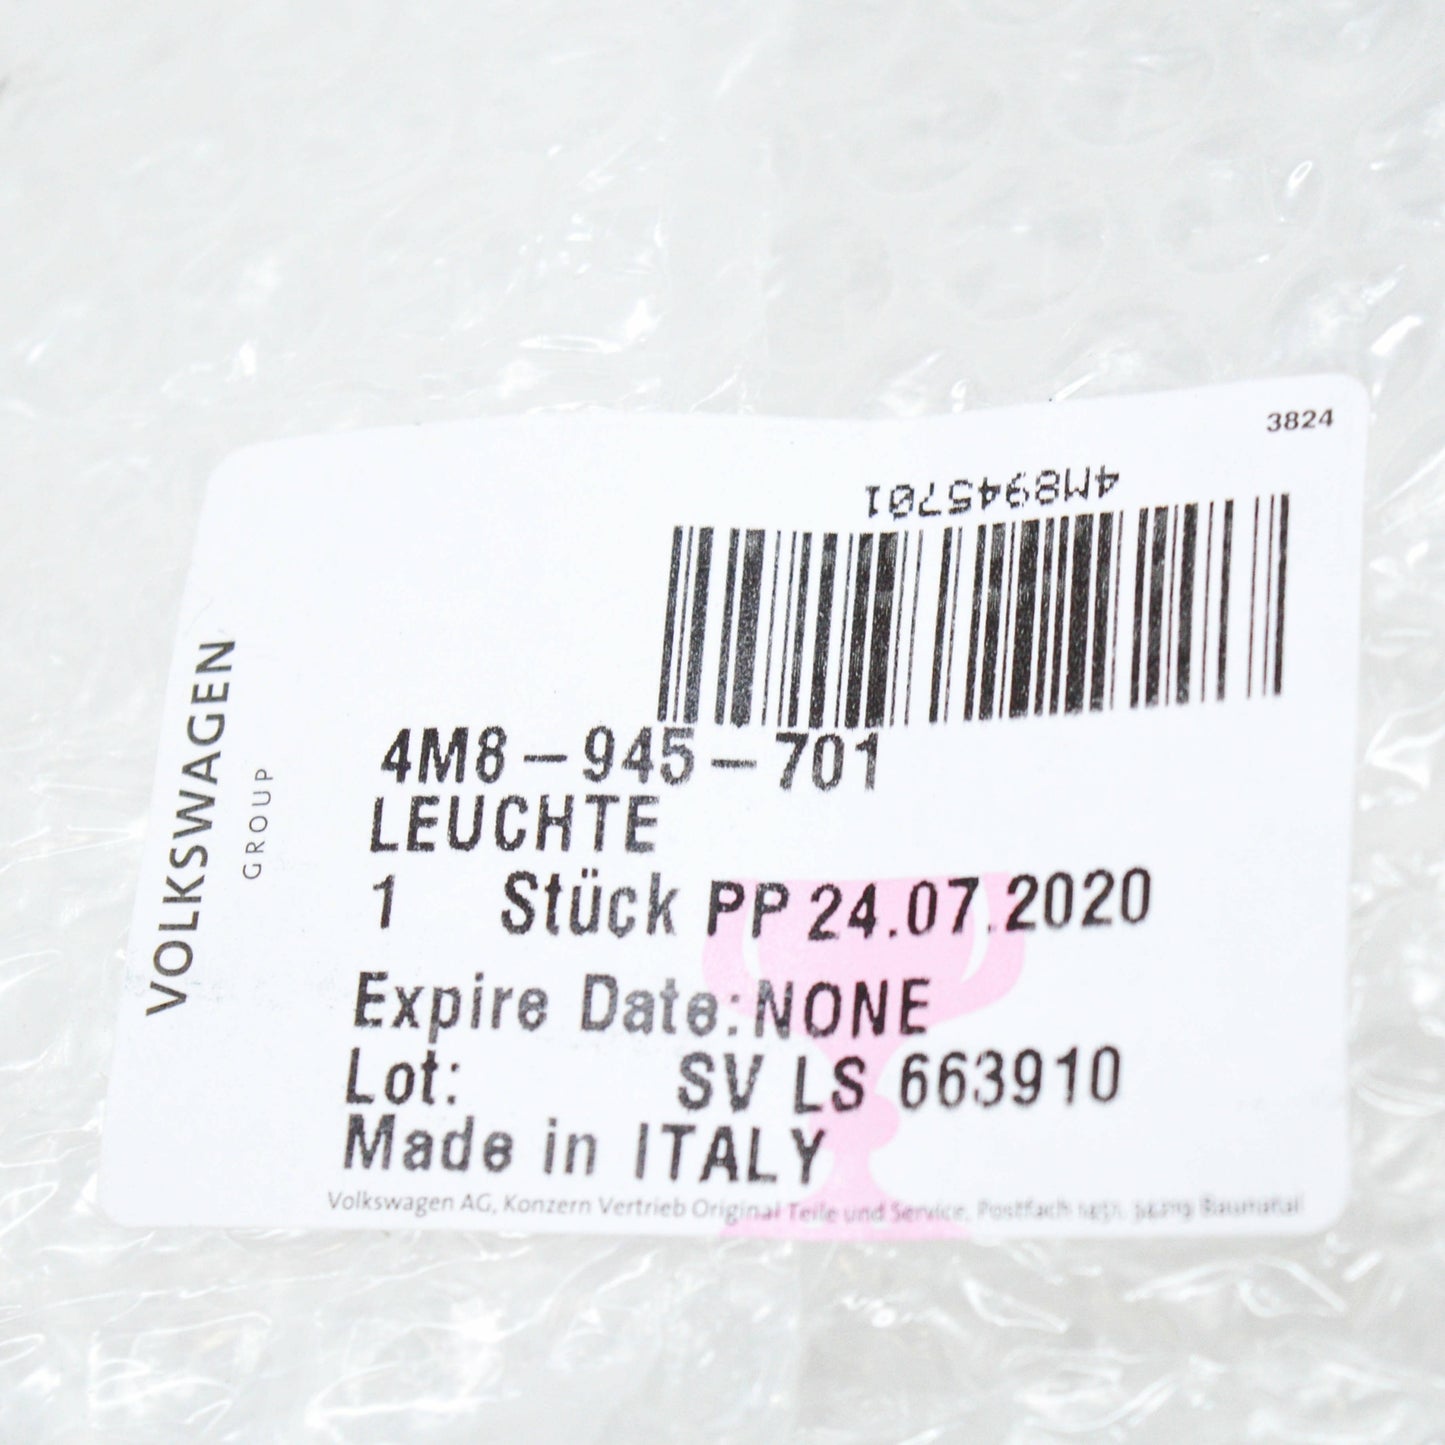 3824
4M8945701
VOLKSWAGEN
GROUP
4M8-945-701
LEUCHTE
1 Stück PP 24.07.2020
Expire Date:NONE
Lot: SV LS 663910
Made in ITALY
Volkswagen AG, Konzern Vertrieb Original Teile und Service, Postfach Baunatal